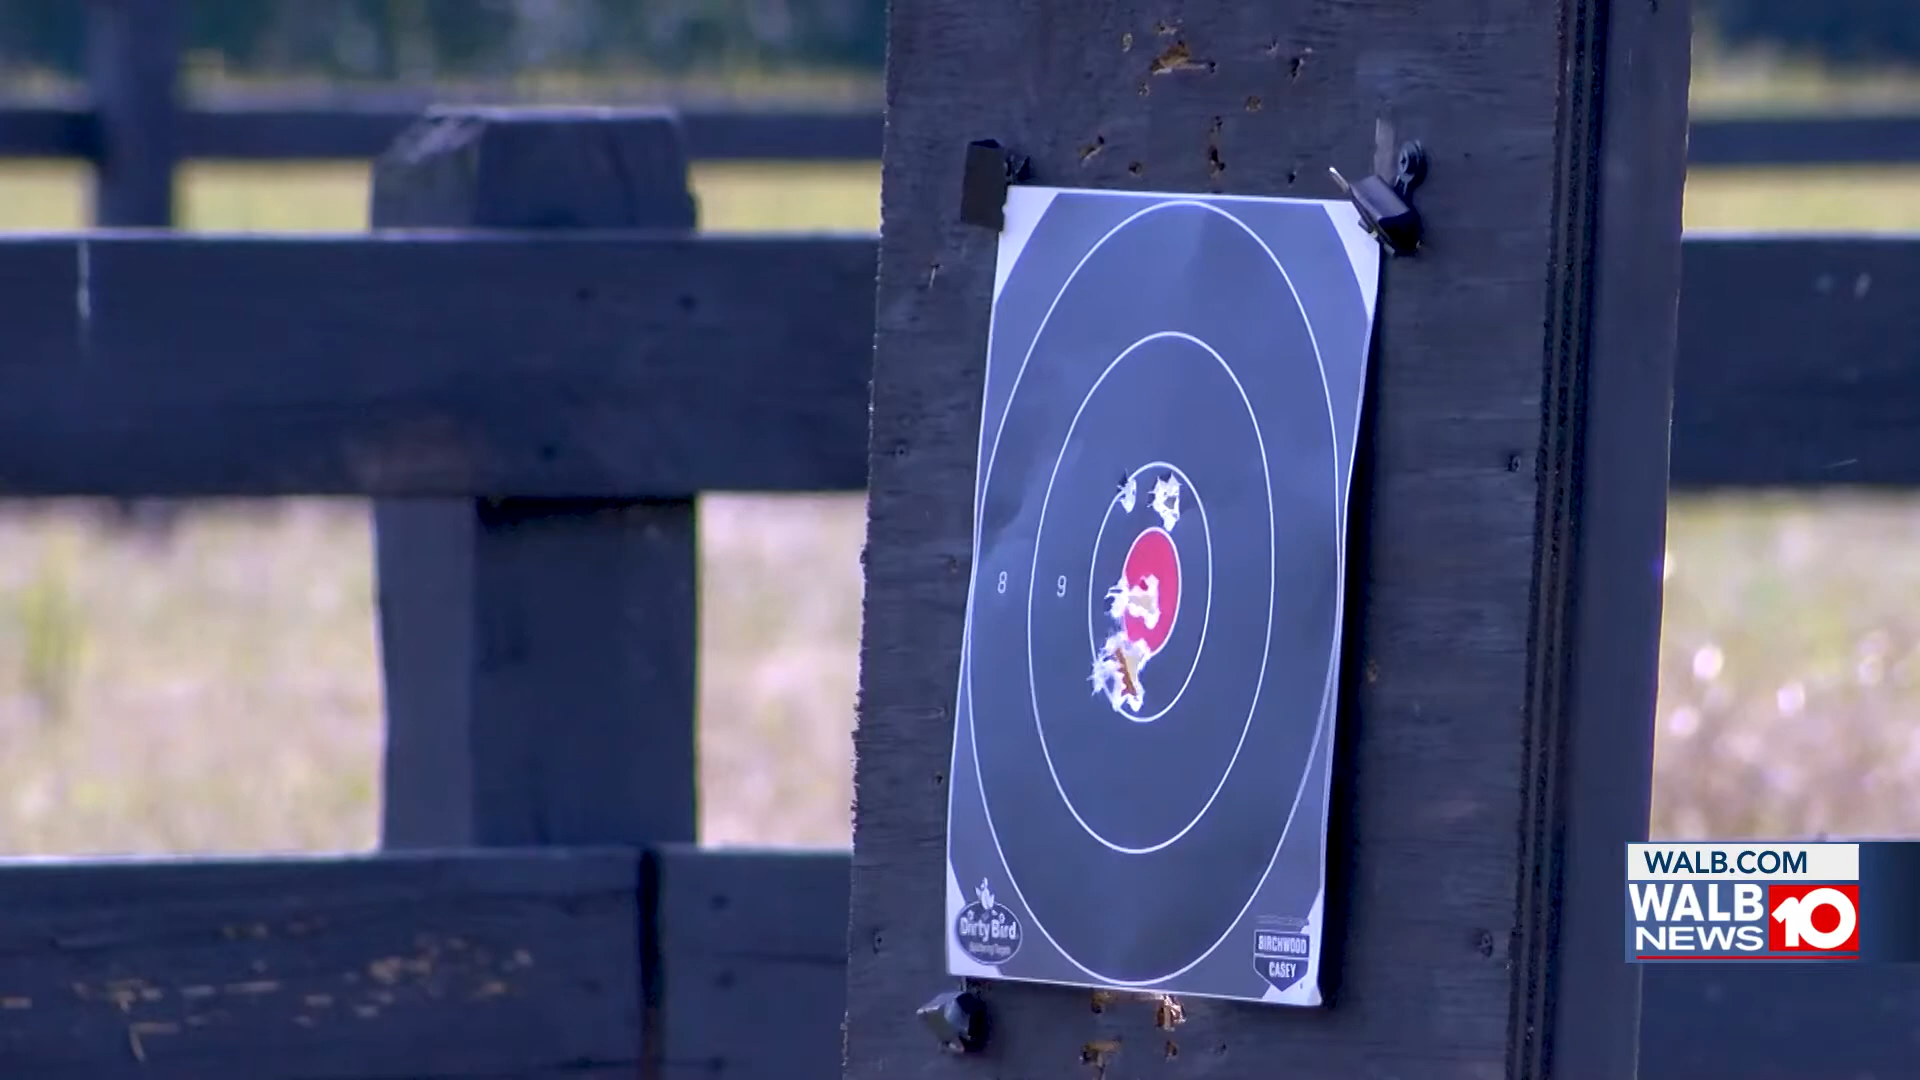 8 9
Dirty Bird
BIRCHWOOD
CASEY
WALB.COM
WALB 10
NEWS